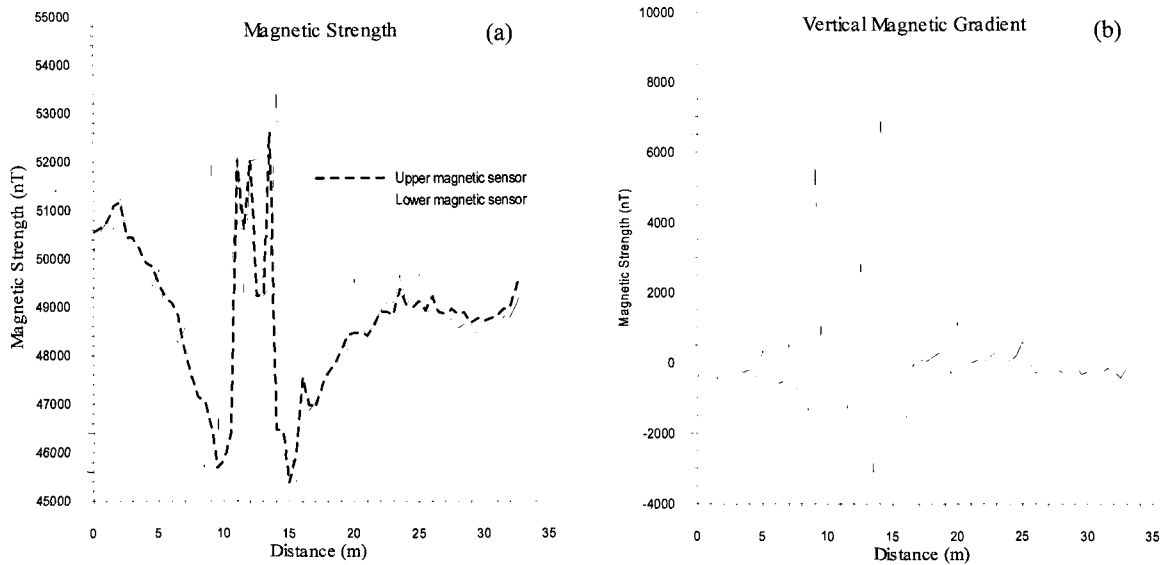 Magnetic Strength (a)
55000
54000
53000
52000
51000
50000
49000
48000
47000
46000
45000
Magnetic Strength (nT)
Upper magnetic sensor
Lower magnetic sensor
0 5 10 15 20 25 30 35
Distance (m)
Vertical Magnetic Gradient (b)
10000
8000
6000
4000
2000
0
-2000
-4000
Magnetic Strength (nT)
0 5 10 15 20 25 30 35
Distance (m)